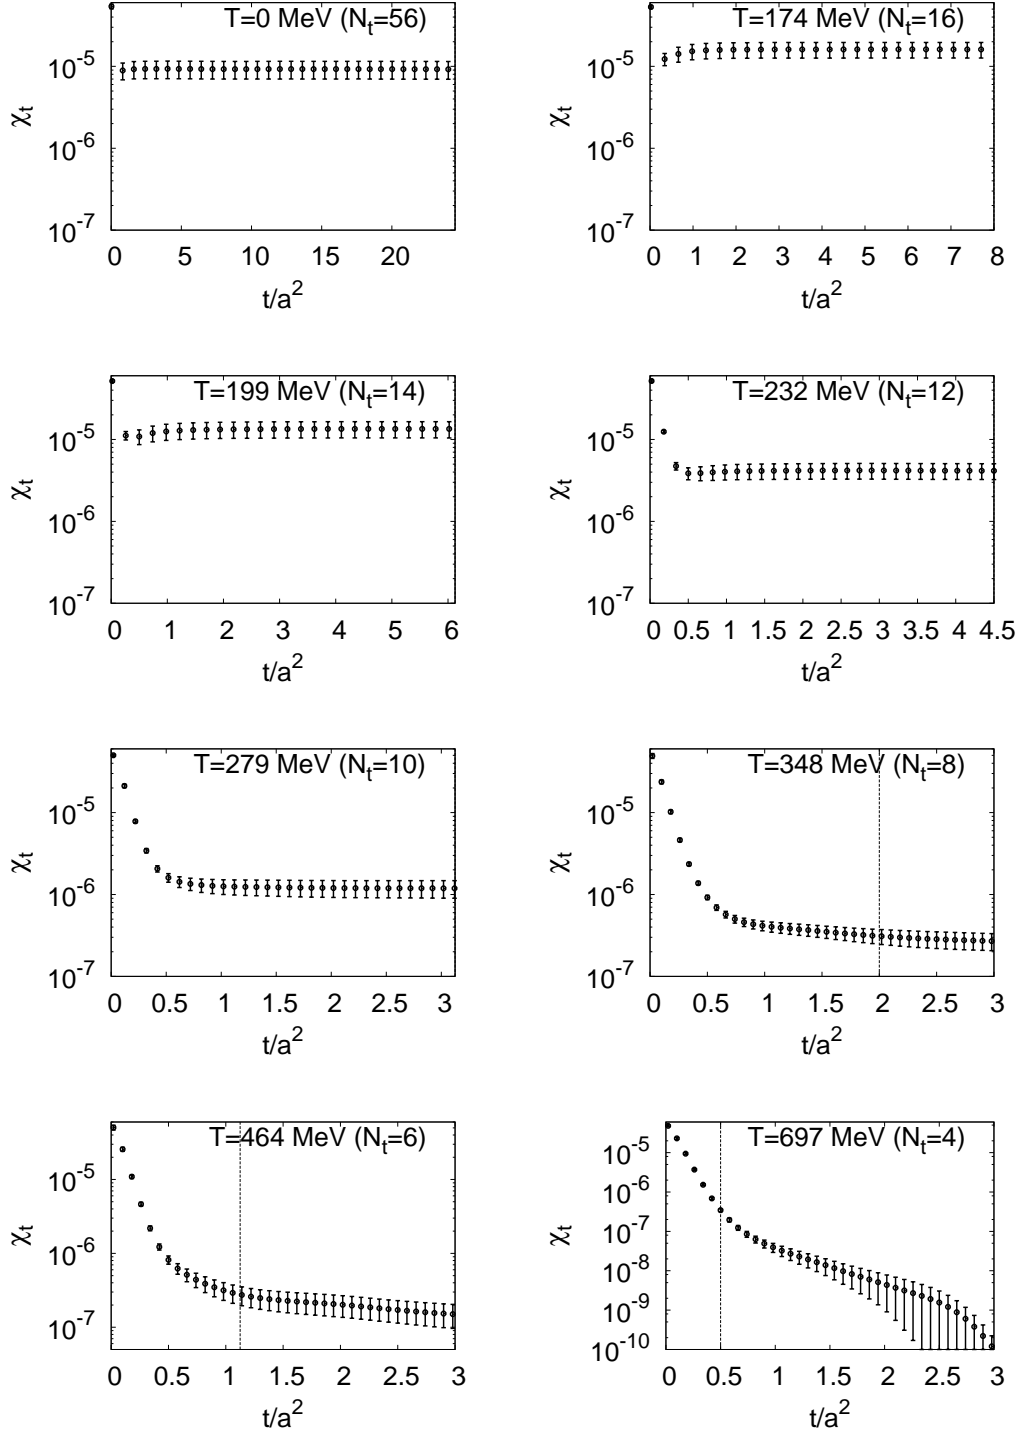 T=0 MeV (N_t=56)
10^-5
10^-6
10^-7
χ_t
0 5 10 15 20
t/a^2
T=174 MeV (N_t=16)
10^-5
10^-6
10^-7
χ_t
0 1 2 3 4 5 6 7 8
t/a^2
T=199 MeV (N_t=14)
10^-5
10^-6
10^-7
χ_t
0 1 2 3 4 5 6
t/a^2
T=232 MeV (N_t=12)
10^-5
10^-6
10^-7
χ_t
0 0.5 1 1.5 2 2.5 3 3.5 4 4.5
t/a^2
T=279 MeV (N_t=10)
10^-5
10^-6
10^-7
χ_t
0 0.5 1 1.5 2 2.5 3
t/a^2
T=348 MeV (N_t=8)
10^-5
10^-6
10^-7
χ_t
0 0.5 1 1.5 2 2.5 3
t/a^2
T=464 MeV (N_t=6)
10^-5
10^-6
10^-7
χ_t
0 0.5 1 1.5 2 2.5 3
t/a^2
T=697 MeV (N_t=4)
10^-5
10^-6
10^-7
10^-8
10^-9
10^-10
χ_t
0 0.5 1 1.5 2 2.5 3
t/a^2